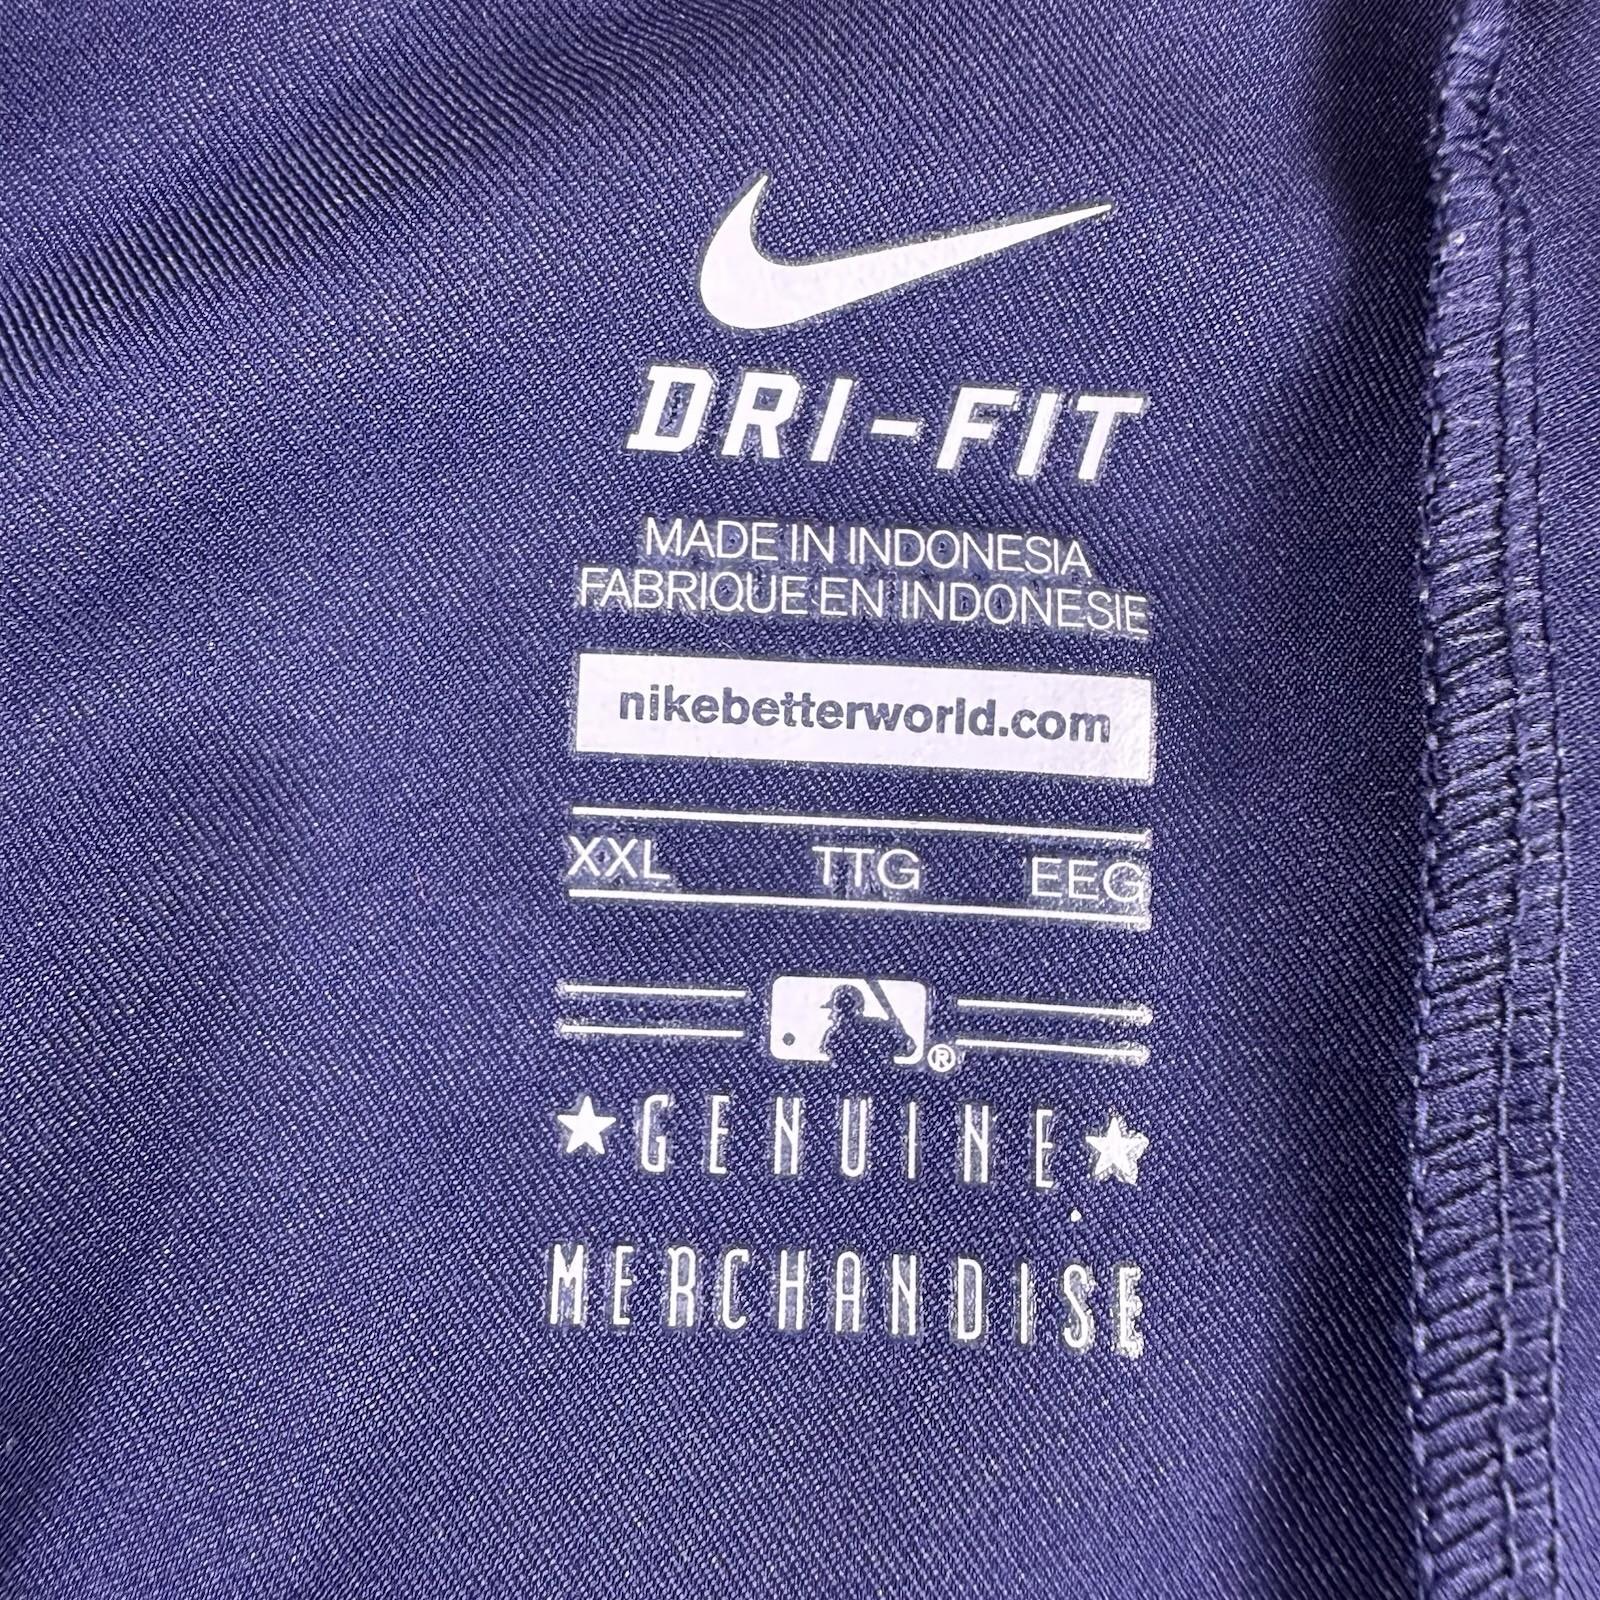 DRI-FIT
MADE IN INDONESIA
FABRIQUE EN INDONESIE
nikebetterworld.com
XXL TTG EEG
®
GENUINE
MERCHANDISE